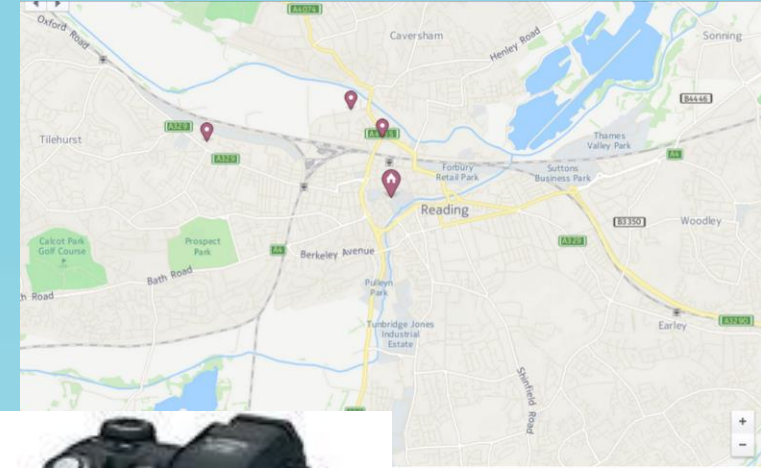 A4074
Oxford Road
Caversham
Henley Road
Sonning
B4446
A329
Tilehurst
A329
Thames
Valley Park
A4
Forbury
Retail Park
Suttons
Business Park
Reading
B3350
Woodley
Calcot Park
Golf Course
Prospect
Park
A4
Berkeley Avenue
A329
Bath Road
h Road
Pulleyn
Park
A3290
Earley
Tunbridge Jones
Industrial
Estate
Shinfield Road
+
−